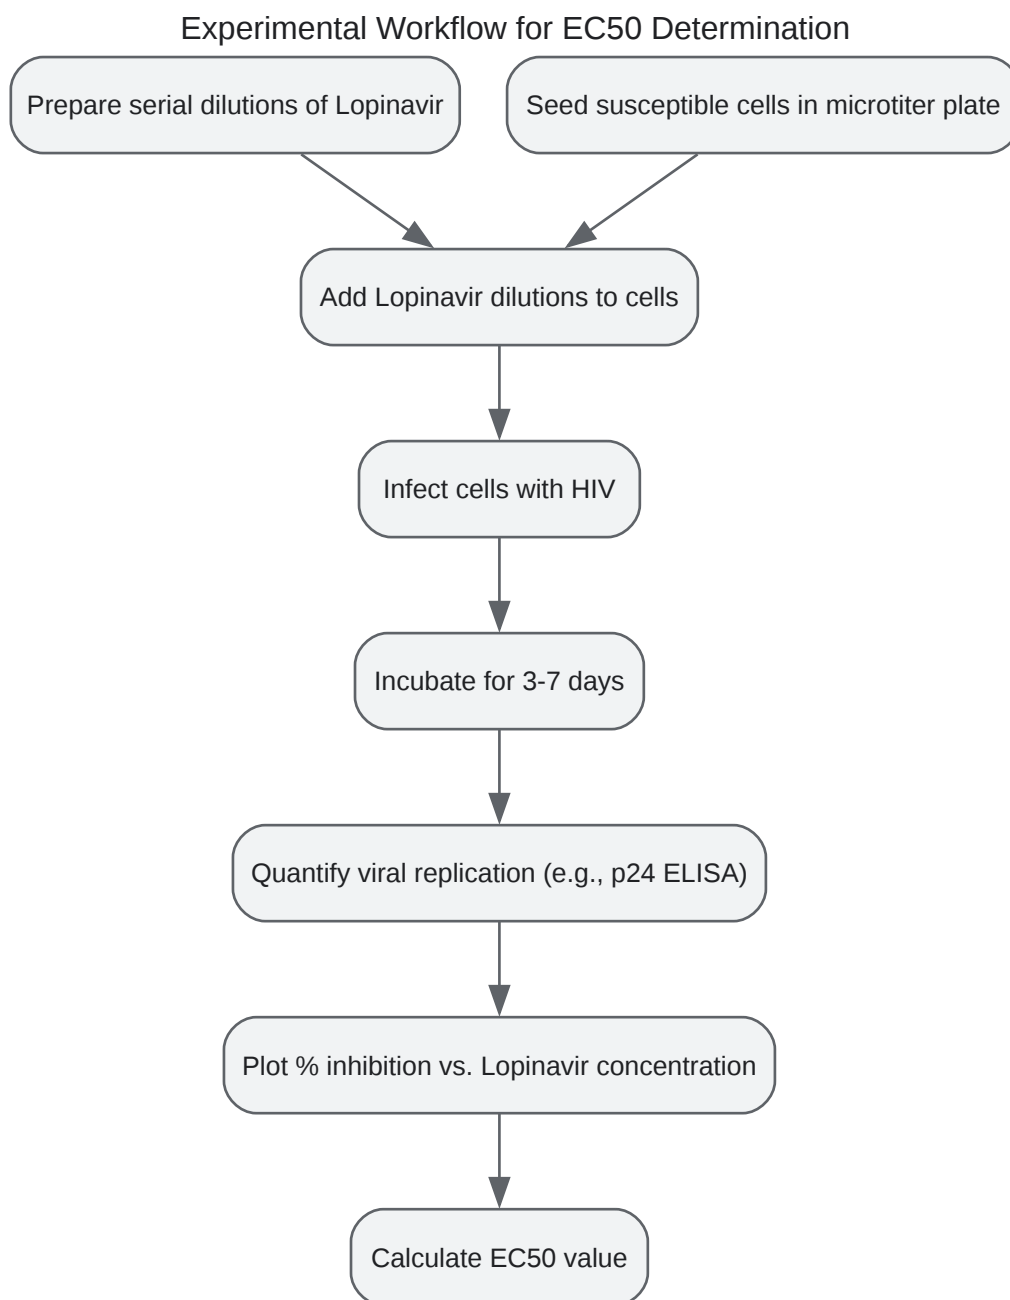 Experimental Workflow for EC50 Determination
Prepare serial dilutions of Lopinavir
Seed susceptible cells in microtiter plate
Add Lopinavir dilutions to cells
Infect cells with HIV
Incubate for 3-7 days
Quantify viral replication (e.g., p24 ELISA)
Plot % inhibition vs. Lopinavir concentration
Calculate EC50 value